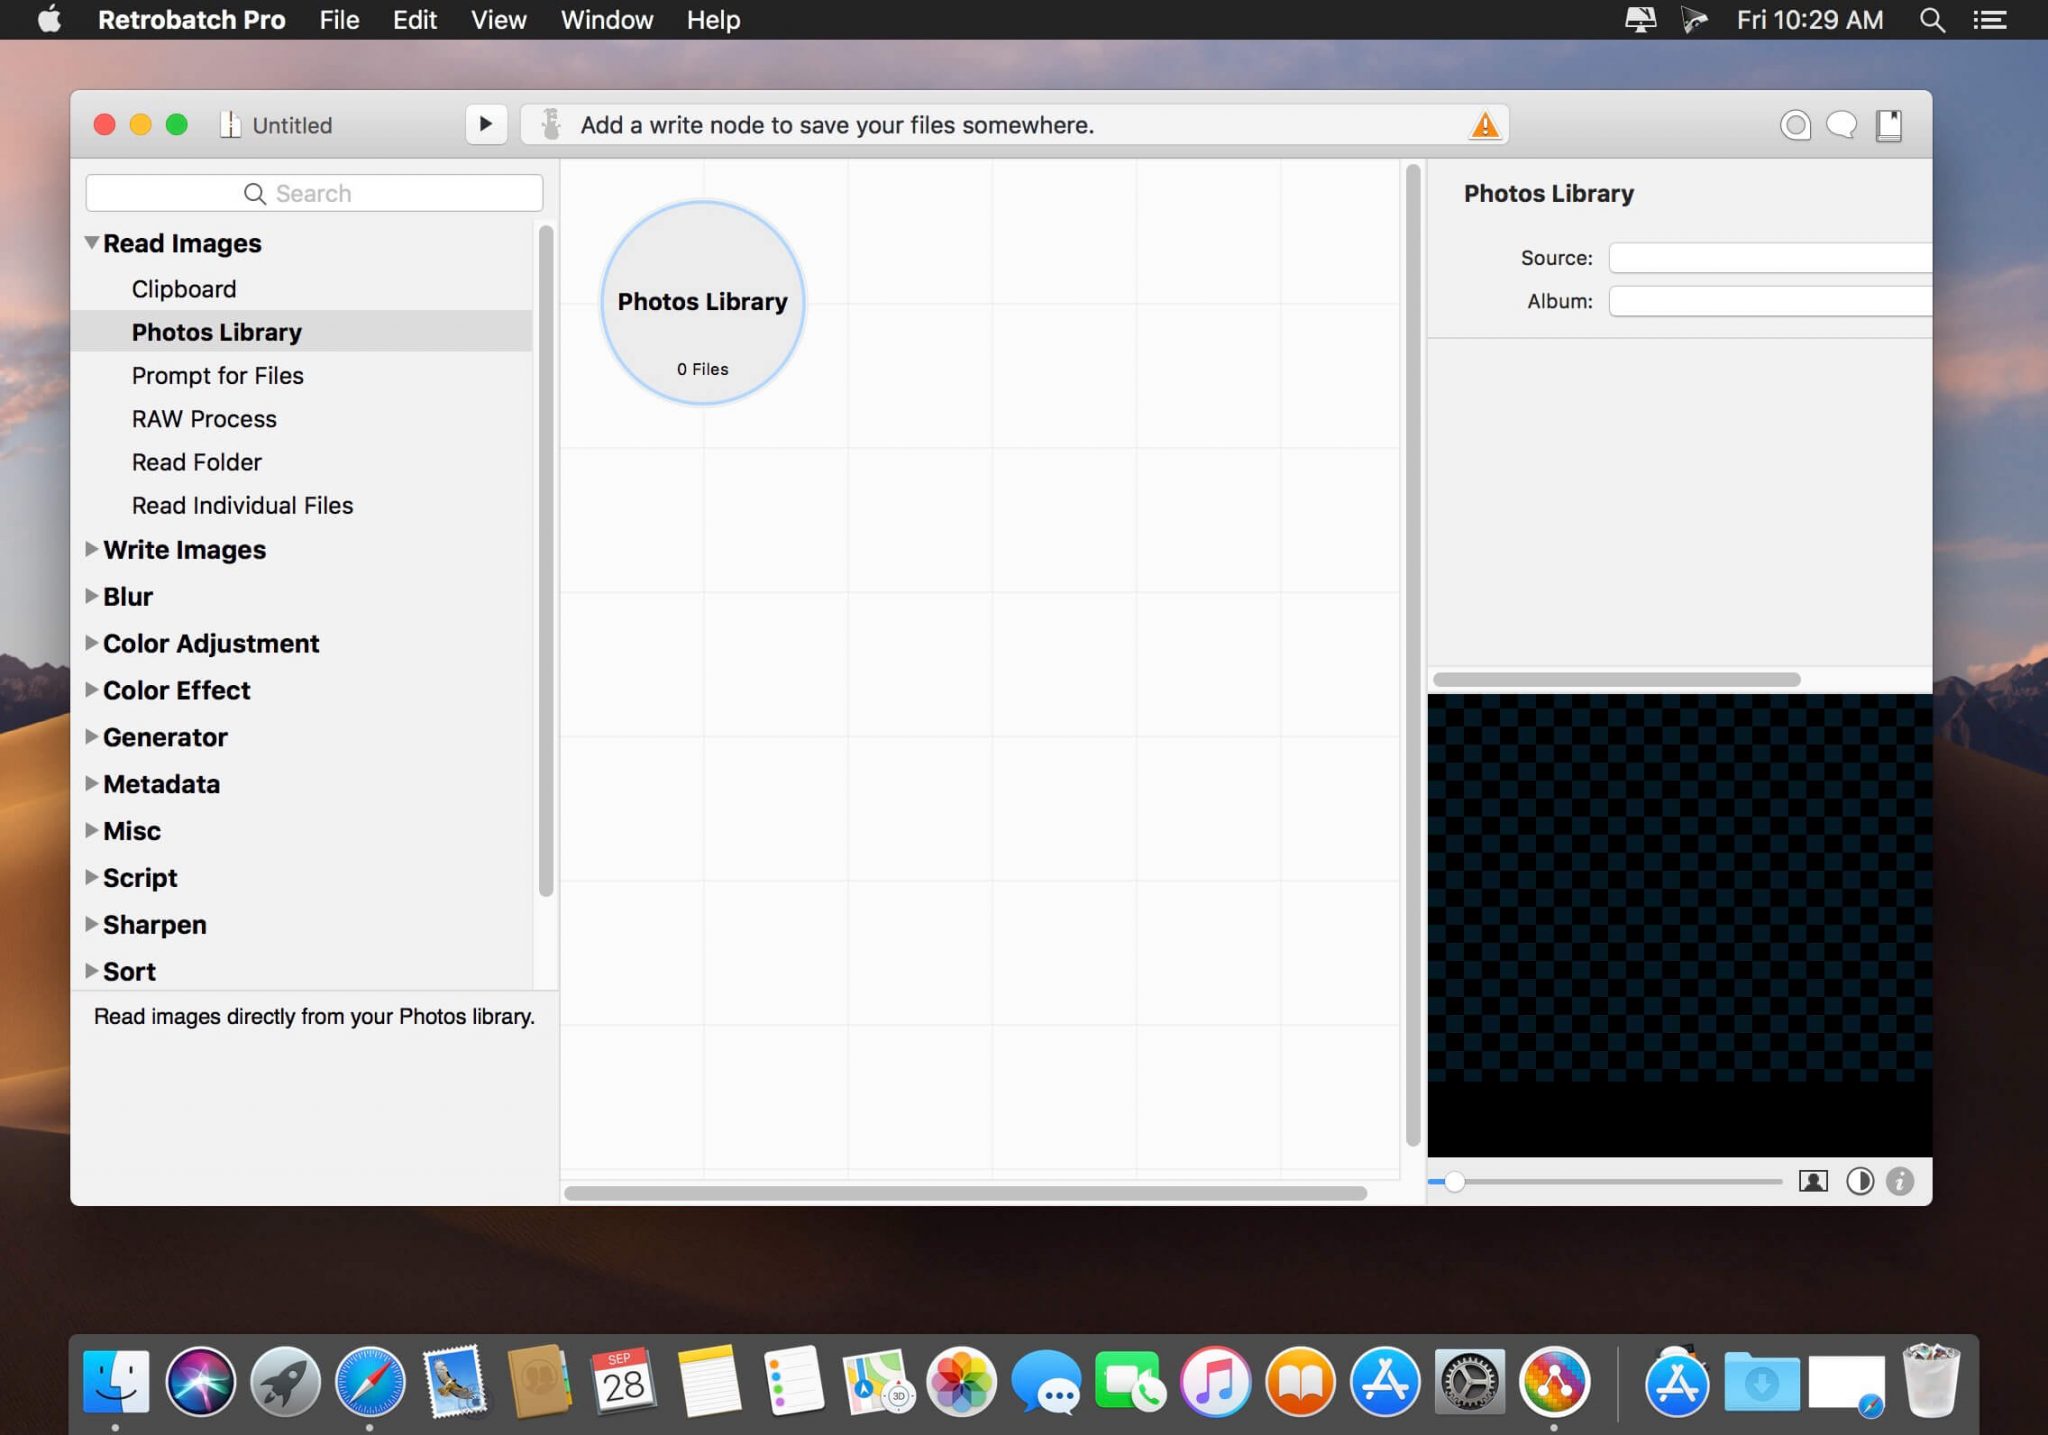 Retrobatch Pro File Edit View Window Help Fri 10:29 AM
Untitled
Add a write node to save your files somewhere.
Search
Read Images
Clipboard
Photos Library
Prompt for Files
RAW Process
Read Folder
Read Individual Files
Write Images
Blur
Color Adjustment
Color Effect
Generator
Metadata
Misc
Script
Sharpen
Sort
Read images directly from your Photos library.
Photos Library
0 Files
Photos Library
Source:
Album:
SEP
28
3D